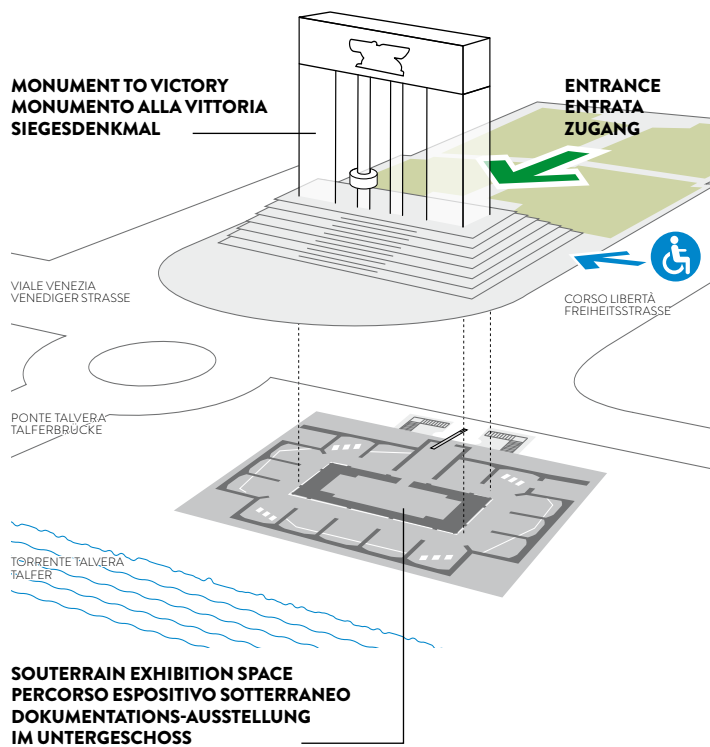 MONUMENT TO VICTORY
MONUMENTO ALLA VITTORIA
SIEGESDENKMAL
ENTRANCE
ENTRATA
ZUGANG
VIALE VENEZIA
VENEDIGER STRASSE
CORSO LIBERTÀ
FREIHEITSSTRASSE
PONTE TALVERA
TALFERBRÜCKE
TORRENTE TALVERA
TALFER
SOUTERRAIN EXHIBITION SPACE
PERCORSO ESPOSITIVO SOTTERRANEO
DOKUMENTATIONS-AUSSTELLUNG
IM UNTERGESCHOSS